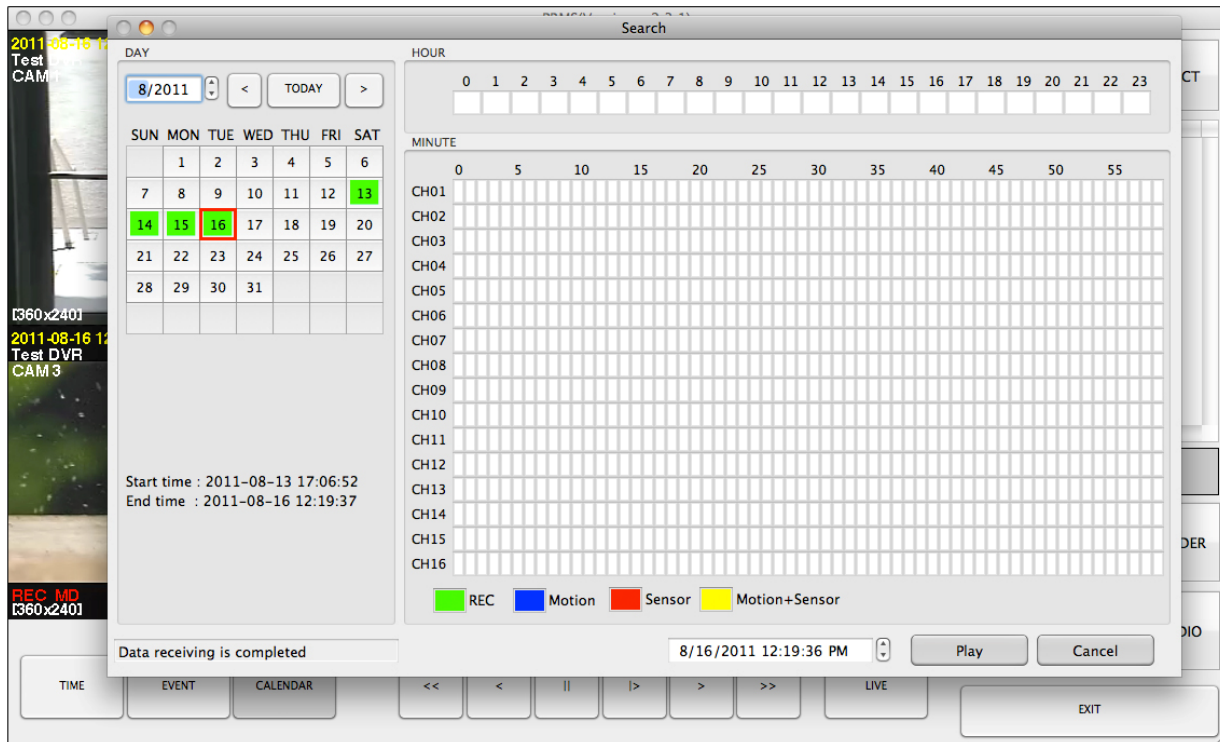 Search
2011-08-16 12
Test
CAM
[360x240]
2011-08-16 12
Test DVR
CAM 3
REC MD
[360x240]
DAY
8/2011 < TODAY >
SUN MON TUE WED THU FRI SAT
1 2 3 4 5 6
7 8 9 10 11 12 13
14 15 16 17 18 19 20
21 22 23 24 25 26 27
28 29 30 31
Start time : 2011-08-13 17:06:52
End time : 2011-08-16 12:19:37
Data receiving is completed
HOUR
0 1 2 3 4 5 6 7 8 9 10 11 12 13 14 15 16 17 18 19 20 21 22 23
MINUTE
0 5 10 15 20 25 30 35 40 45 50 55
CH01
CH02
CH03
CH04
CH05
CH06
CH07
CH08
CH09
CH10
CH11
CH12
CH13
CH14
CH15
CH16
REC Motion Sensor Motion+Sensor
8/16/2011 12:19:36 PM Play Cancel
CT
DER
DIO
TIME EVENT CALENDAR << < || |> > >> LIVE
EXIT